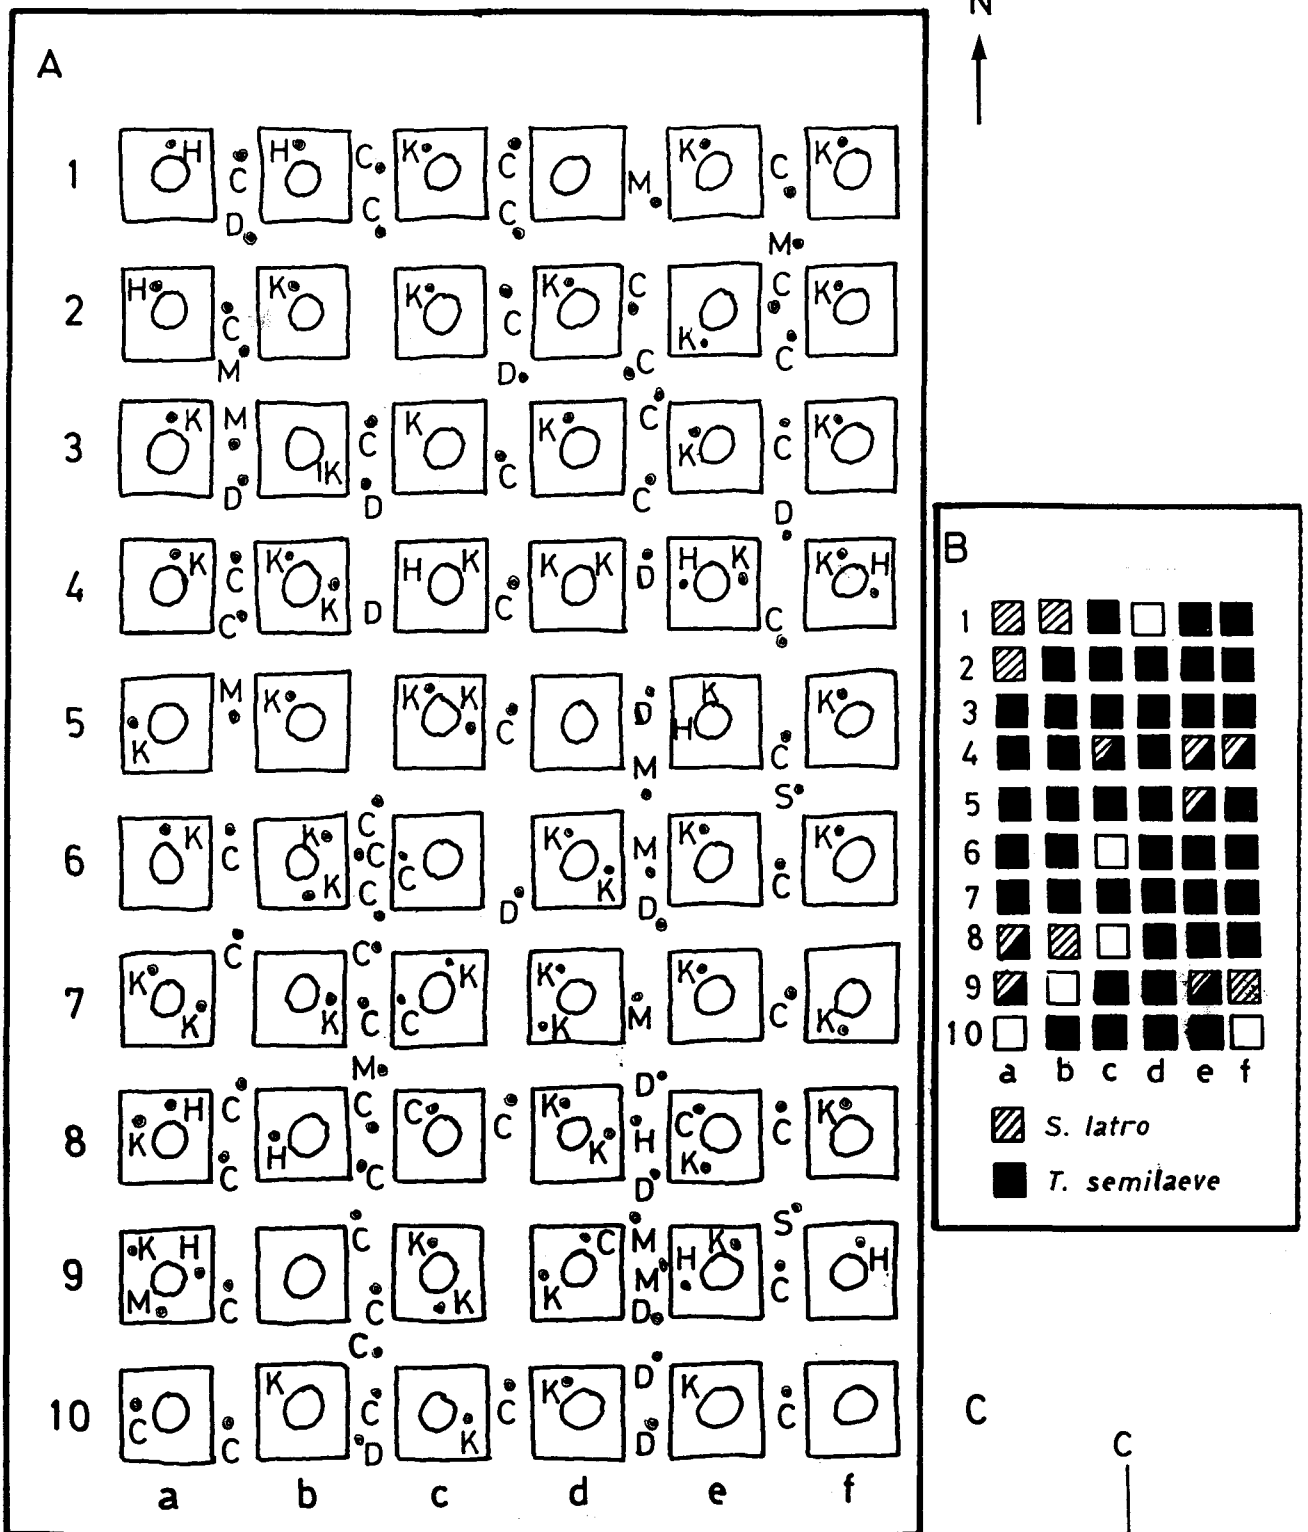 N
A
1 H C D H C C K C C M K C K
M
2 H C M K K C D K C C K C C K
3 K M D K C D K C K C C K C K
D
4 K C C K K D H K C K K D H K C K H
5 K M K K K C D M K H C K
S
6 K C K K C C C C D K K M D K C K
7 K K C K C C K C K K M K C K
M
8 K H C C H C C C C K K D H D C K C K
S
9 K H M C C C K K C K M M D H K C H
C
10 C C K C D K C K D D K C
a b c d e f
B
1
2
3
4
5
6
7
8
9
10
a b c d e f
S. latro
T. semilaeve
C
C